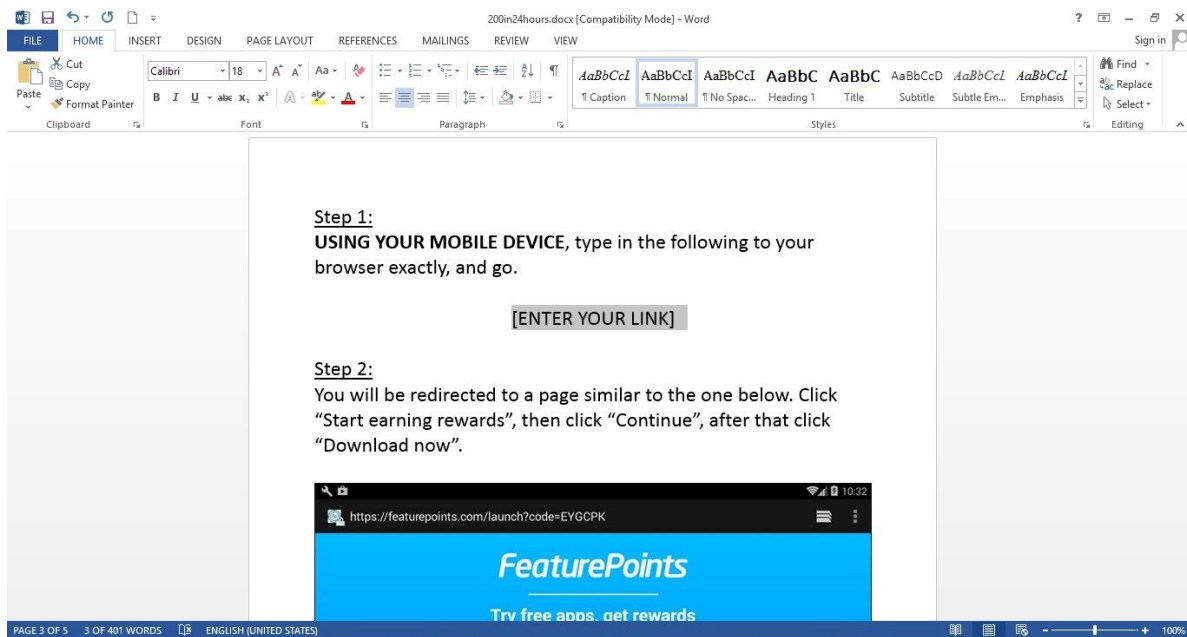 200in24hours.docx [Compatibility Mode] - Word
FILE HOME INSERT DESIGN PAGE LAYOUT REFERENCES MAILINGS REVIEW VIEW Sign in
Paste
Cut
Copy
Format Painter
Clipboard
Calibri 18
Font
Paragraph
AaBbCcL AaBbCcI AaBbCcI AaBbC AaBbC AaBbCcD AaBbCcL AaBbCcL
¶ Caption ¶ Normal ¶ No Spac... Heading 1 Title Subtitle Subtle Em... Emphasis
Styles
Find
Replace
Select
Editing
Step 1:
USING YOUR MOBILE DEVICE, type in the following to your
browser exactly, and go.
[ENTER YOUR LINK]
Step 2:
You will be redirected to a page similar to the one below. Click
“Start earning rewards”, then click “Continue”, after that click
“Download now”.
10:32
https://featurepoints.com/launch?code=EYGCPK
FeaturePoints
Try free apps, get rewards
PAGE 3 OF 5 3 OF 401 WORDS ENGLISH (UNITED STATES) 100%